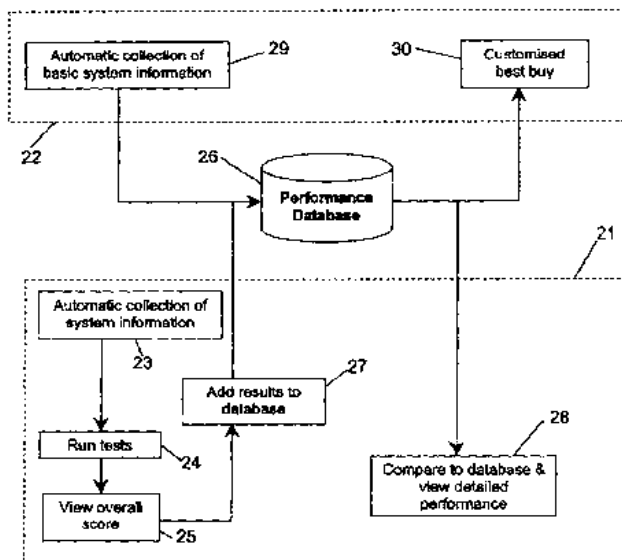 Automatic collection of
basic system information
29
30
Customised
best buy
22
26
Performance
Database
21
Automatic collection of
system information
23
Add results to
database
27
Run tests
24
28
Compare to database &
view detailed
performance
View overall
score
25